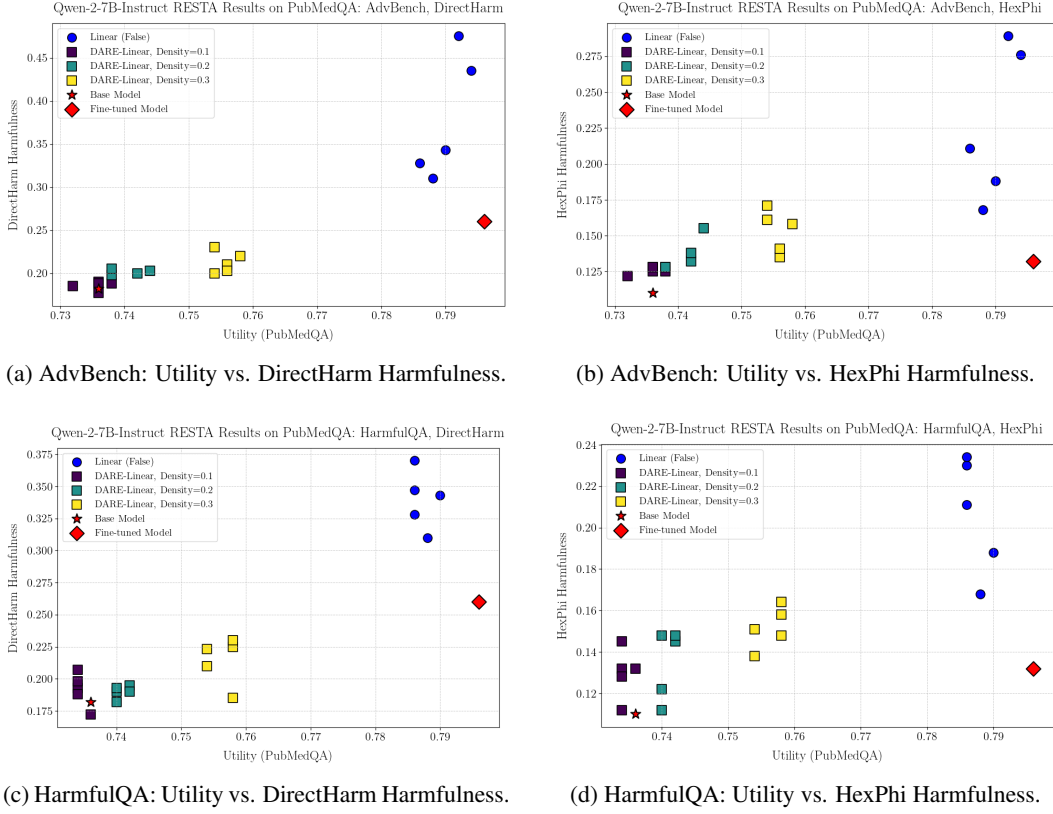 Qwen-2-7B-Instruct RESTA Results on PubMedQA: AdvBench, DirectHarm
Linear (False)
DARE-Linear, Density=0.1
DARE-Linear, Density=0.2
DARE-Linear, Density=0.3
Base Model
Fine-tuned Model
DirectHarm Harmfulness
0.45
0.40
0.35
0.30
0.25
0.20
0.73 0.74 0.75 0.76 0.77 0.78 0.79
Utility (PubMedQA)
(a) AdvBench: Utility vs. DirectHarm Harmfulness.
Qwen-2-7B-Instruct RESTA Results on PubMedQA: AdvBench, HexPhi
Linear (False)
DARE-Linear, Density=0.1
DARE-Linear, Density=0.2
DARE-Linear, Density=0.3
Base Model
Fine-tuned Model
HexPhi Harmfulness
0.275
0.250
0.225
0.200
0.175
0.150
0.125
0.73 0.74 0.75 0.76 0.77 0.78 0.79
Utility (PubMedQA)
(b) AdvBench: Utility vs. HexPhi Harmfulness.
Qwen-2-7B-Instruct RESTA Results on PubMedQA: HarmfulQA, DirectHarm
Linear (False)
DARE-Linear, Density=0.1
DARE-Linear, Density=0.2
DARE-Linear, Density=0.3
Base Model
Fine-tuned Model
DirectHarm Harmfulness
0.375
0.350
0.325
0.300
0.275
0.250
0.225
0.200
0.175
0.74 0.75 0.76 0.77 0.78 0.79
Utility (PubMedQA)
(c) HarmfulQA: Utility vs. DirectHarm Harmfulness.
Qwen-2-7B-Instruct RESTA Results on PubMedQA: HarmfulQA, HexPhi
Linear (False)
DARE-Linear, Density=0.1
DARE-Linear, Density=0.2
DARE-Linear, Density=0.3
Base Model
Fine-tuned Model
HexPhi Harmfulness
0.24
0.22
0.20
0.18
0.16
0.14
0.12
0.74 0.75 0.76 0.77 0.78 0.79
Utility (PubMedQA)
(d) HarmfulQA: Utility vs. HexPhi Harmfulness.